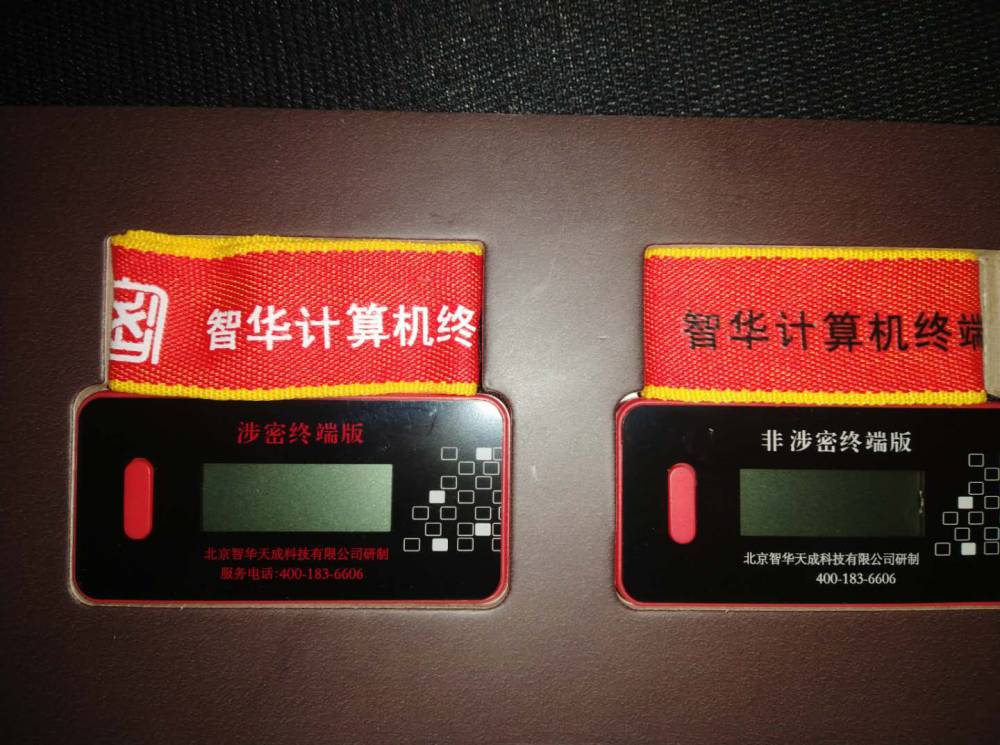 智华计算机终
涉密终端版
北京智华天成科技有限公司研制
服务电话:400-183-6606
智华计算机终端
非涉密终端版
北京智华天成科技有限公司研制
400-183-6606